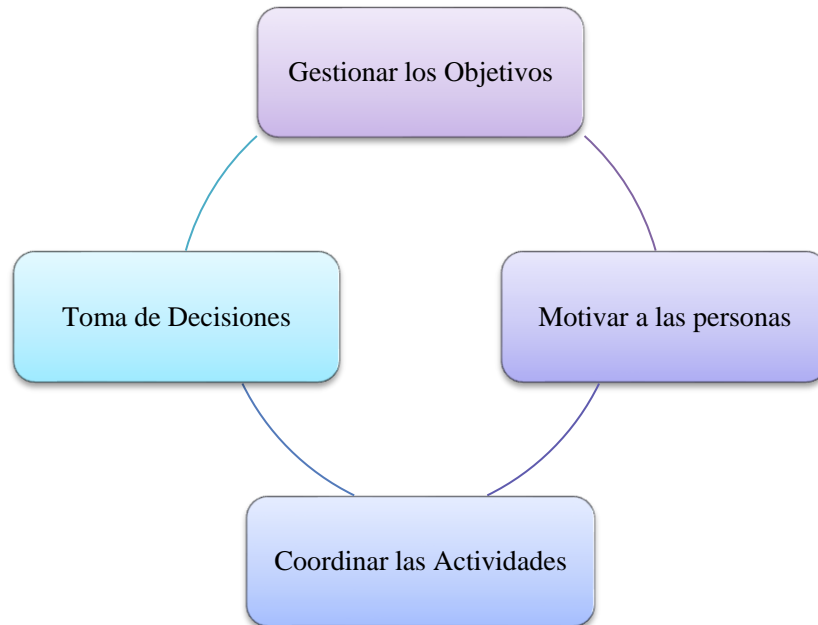 Gestionar los Objetivos
Toma de Decisiones
Motivar a las personas
Coordinar las Actividades